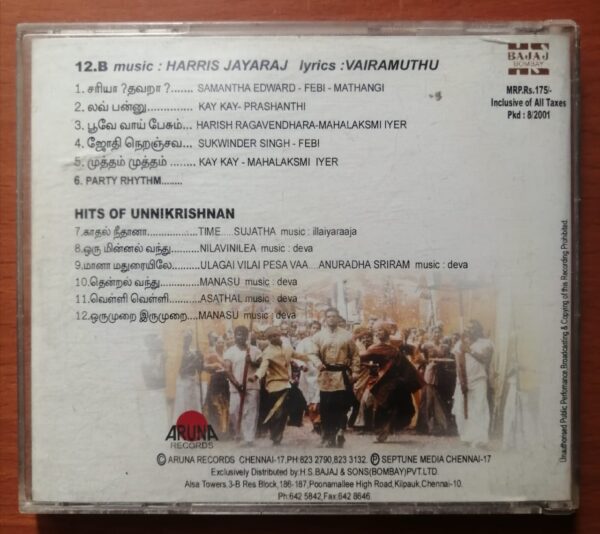 12.B music : HARRIS JAYARAJ lyrics :VAIRAMUTHU
1. சரியா ?தவறா ?....... SAMANTHA EDWARD - FEBI - MATHANGI
2. லவ் பன்னு ......... KAY KAY- PRASHANTHI
3. பூவே வாய் பேசும்... HARISH RAGAVENDHARA-MAHALAKSMI IYER
4. ஜோதி நெறஞ்சவ ... SUKWINDER SINGH - FEBI
5. முத்தம் முத்தம் ........ KAY KAY - MAHALAKSMI IYER
6. PARTY RHYTHM........
HITS OF UNNIKRISHNAN
7.காதல் நீதானா..................TIME.... SUJATHA music : illaiyaraaja
8.ஒரு மின்னல் வந்து.......NILAVINILEA music : deva
9.மானா மதுரையிலே.........ULAGAI VILAI PESA VAA....ANURADHA SRIRAM music : deva
10.தென்றல் வந்து............MANASU music : deva
11.வெள்ளி வெள்ளி...........ASATHAL music : deva
12.ஒருமுறை இருமுறை....MANASU music : deva
HS
BAJAJ
BOMBAY
MRP.Rs.175/-
Inclusive of All Taxes
Pkd : 8/2001
Unauthorised Public Perfomance Broadcasting & Copying of this Recording Prohibited.
ARUNA
RECORDS
© ARUNA RECORDS CHENNAI-17.PH:823 2790,823 3132. Ⓟ SEPTUNE MEDIA CHENNAI-17
Exclusively Distributed by:H.S.BAJAJ & SONS(BOMBAY)PVT.LTD.
Alsa Towers,3-B Res Block,186-187,Poonamallee High Road,Kilpauk,Chennai-10.
Ph:642 5842,Fax:642 8646